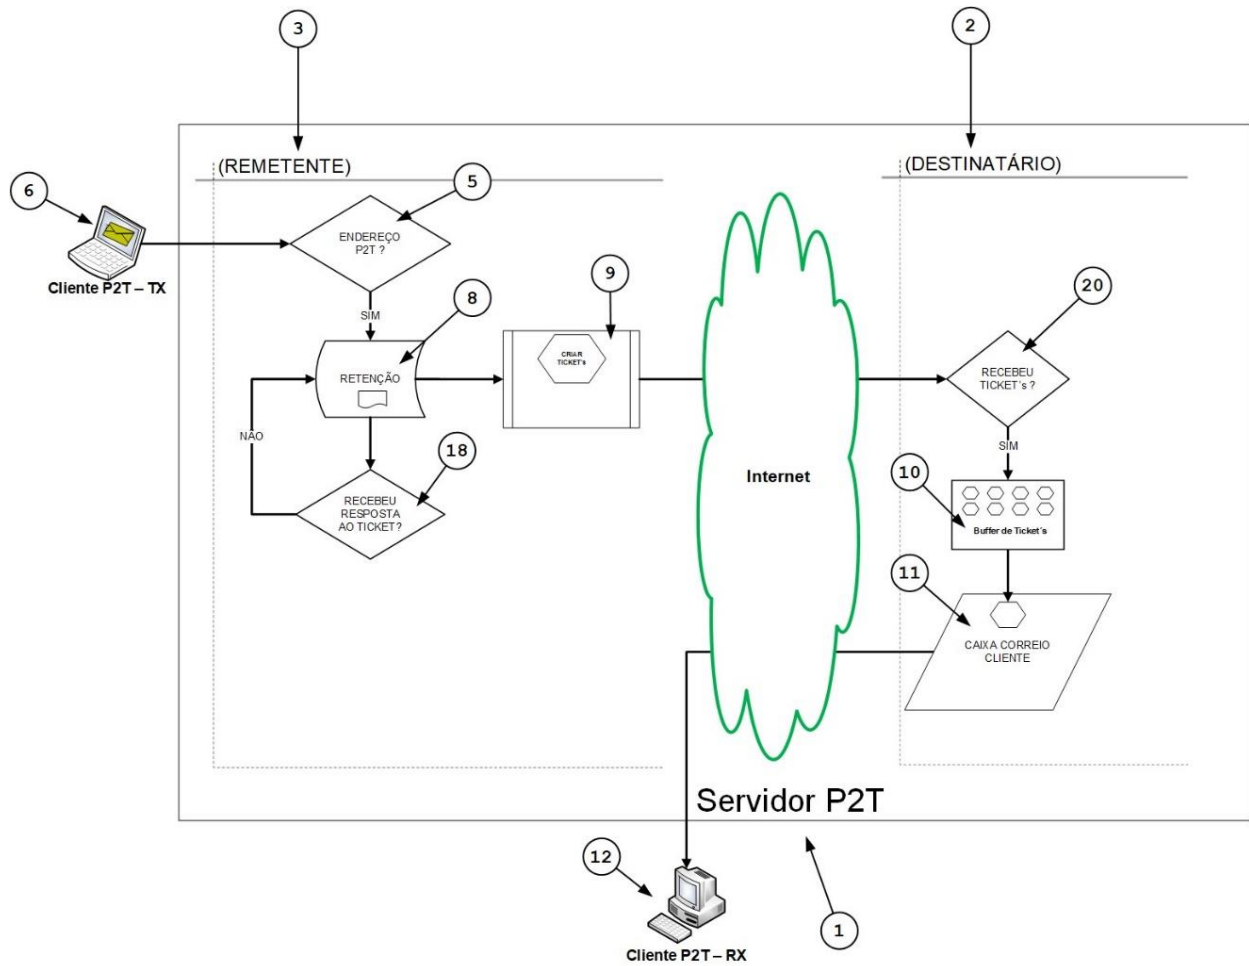 3
2
(REMETENTE)
(DESTINATÁRIO)
5
6
ENDEREÇO
P2T ?
Cliente P2T – TX
9
20
8
SIM
CRIAR
TICKET's
RETENÇÃO
RECEBEU
TICKET´s ?
NÃO
18
SIM
10
Internet
RECEBEU
RESPOSTA
AO TICKET?
Buffer de Ticket´s
11
CAIXA CORREIO
CLIENTE
Servidor P2T
12
1
Cliente P2T – RX